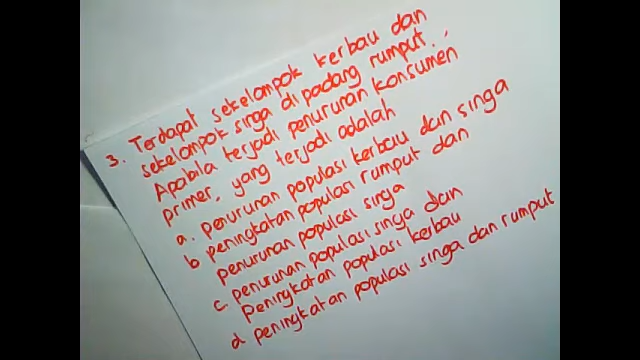 3. Terdapat sekelompok kerbau dan
sekelompok singa di padang rumput.
Apabila terjadi penururan konsumen
primer, yang terjadi adalah
a. penurunan populasi kerbau dan singa
b peningkatan populasi rumput dan
penurunan populasi singa
c penurunan populasi singa dan
Peningkatan populasi kerbau
d. peningkatan populasi singa dan rumput